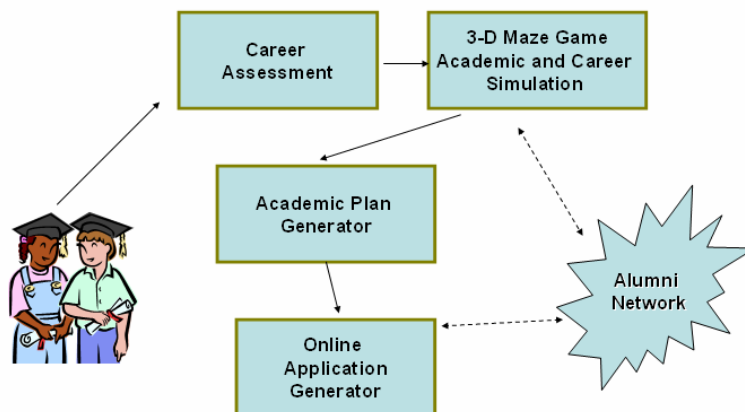 Career
Assessment
3-D Maze Game
Academic and Career
Simulation
Academic Plan
Generator
Alumni
Network
Online
Application
Generator